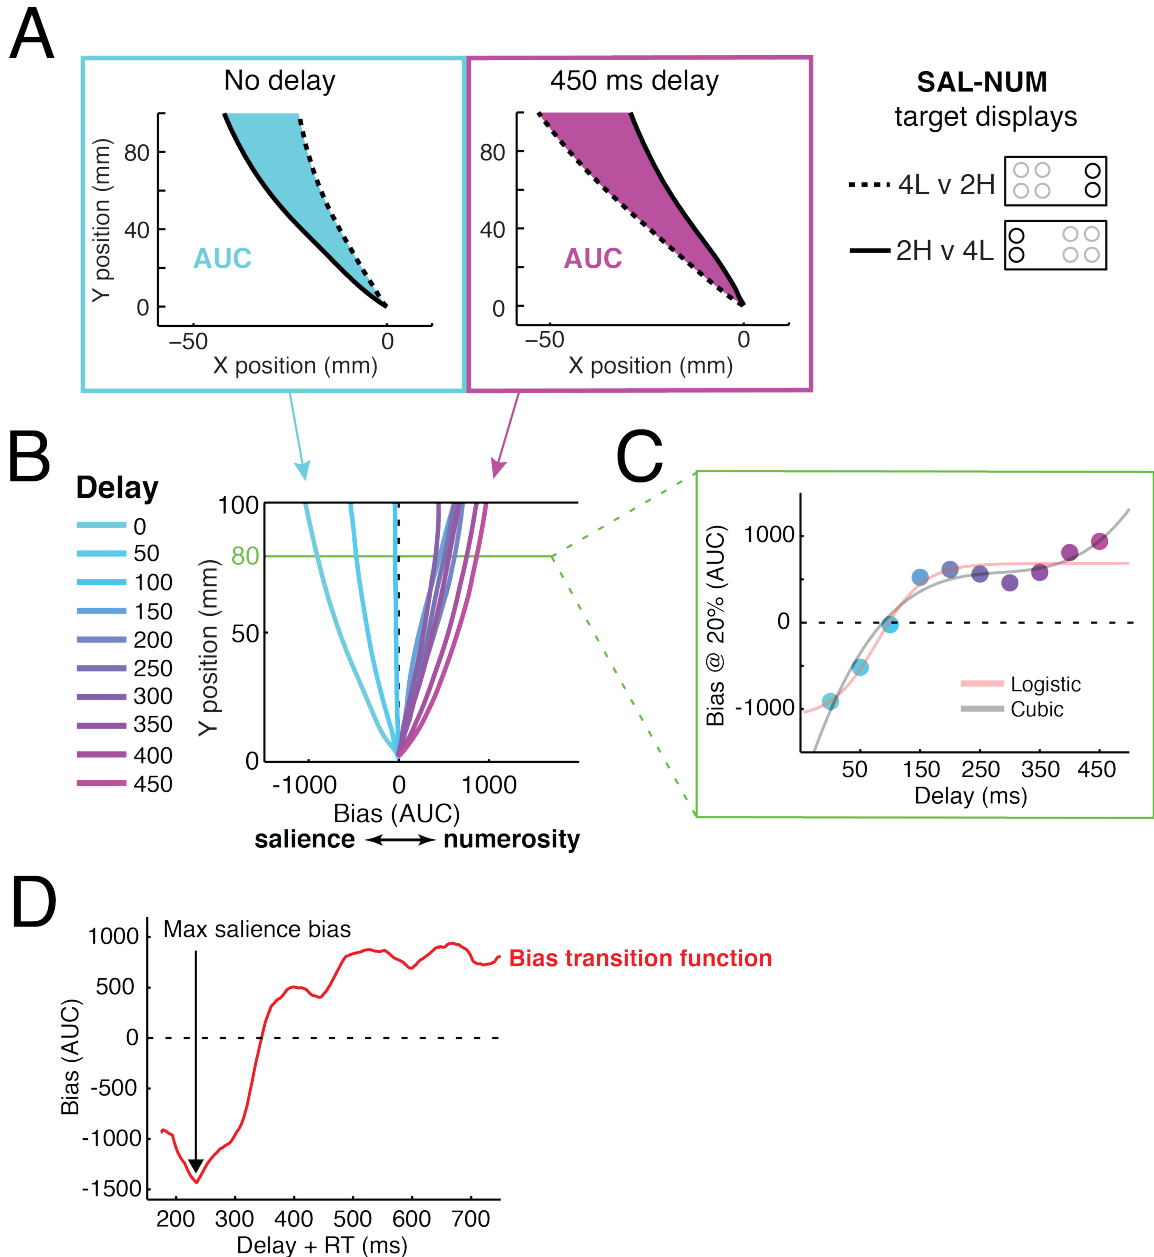 A
No delay
450 ms delay
SAL-NUM
target displays
4L v 2H
2H v 4L
Y position (mm)
80
40
0
AUC
−50
0
X position (mm)
80
40
0
AUC
−50
0
X position (mm)
B
Delay
0
50
100
150
200
250
300
350
400
450
Y position (mm)
100
80
50
0
-1000
0
1000
Bias (AUC)
salience
numerosity
C
Bias @ 20% (AUC)
1000
0
-1000
Logistic
Cubic
50
150
250
350
450
Delay (ms)
D
Max salience bias
Bias transition function
Bias (AUC)
1000
500
0
-500
-1000
-1500
200
300
400
500
600
700
Delay + RT (ms)